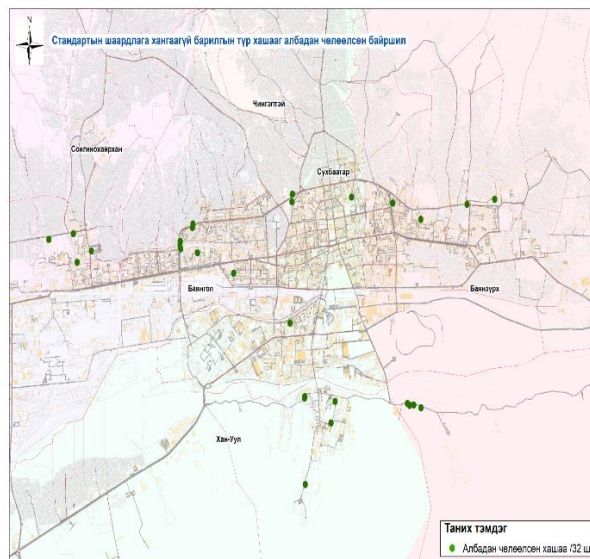 N
Стандартын шаардлага хангаагүй барилгын түр хашааг албадан чөлөөлсөн байршил
Чингэлтэй
Сонгинохайрхан
Сүхбаатар
Баянгол
Баянзүрх
Хан-Уул
Таних тэмдэг
Албадан чөлөөлсөн хашаа /32 ш